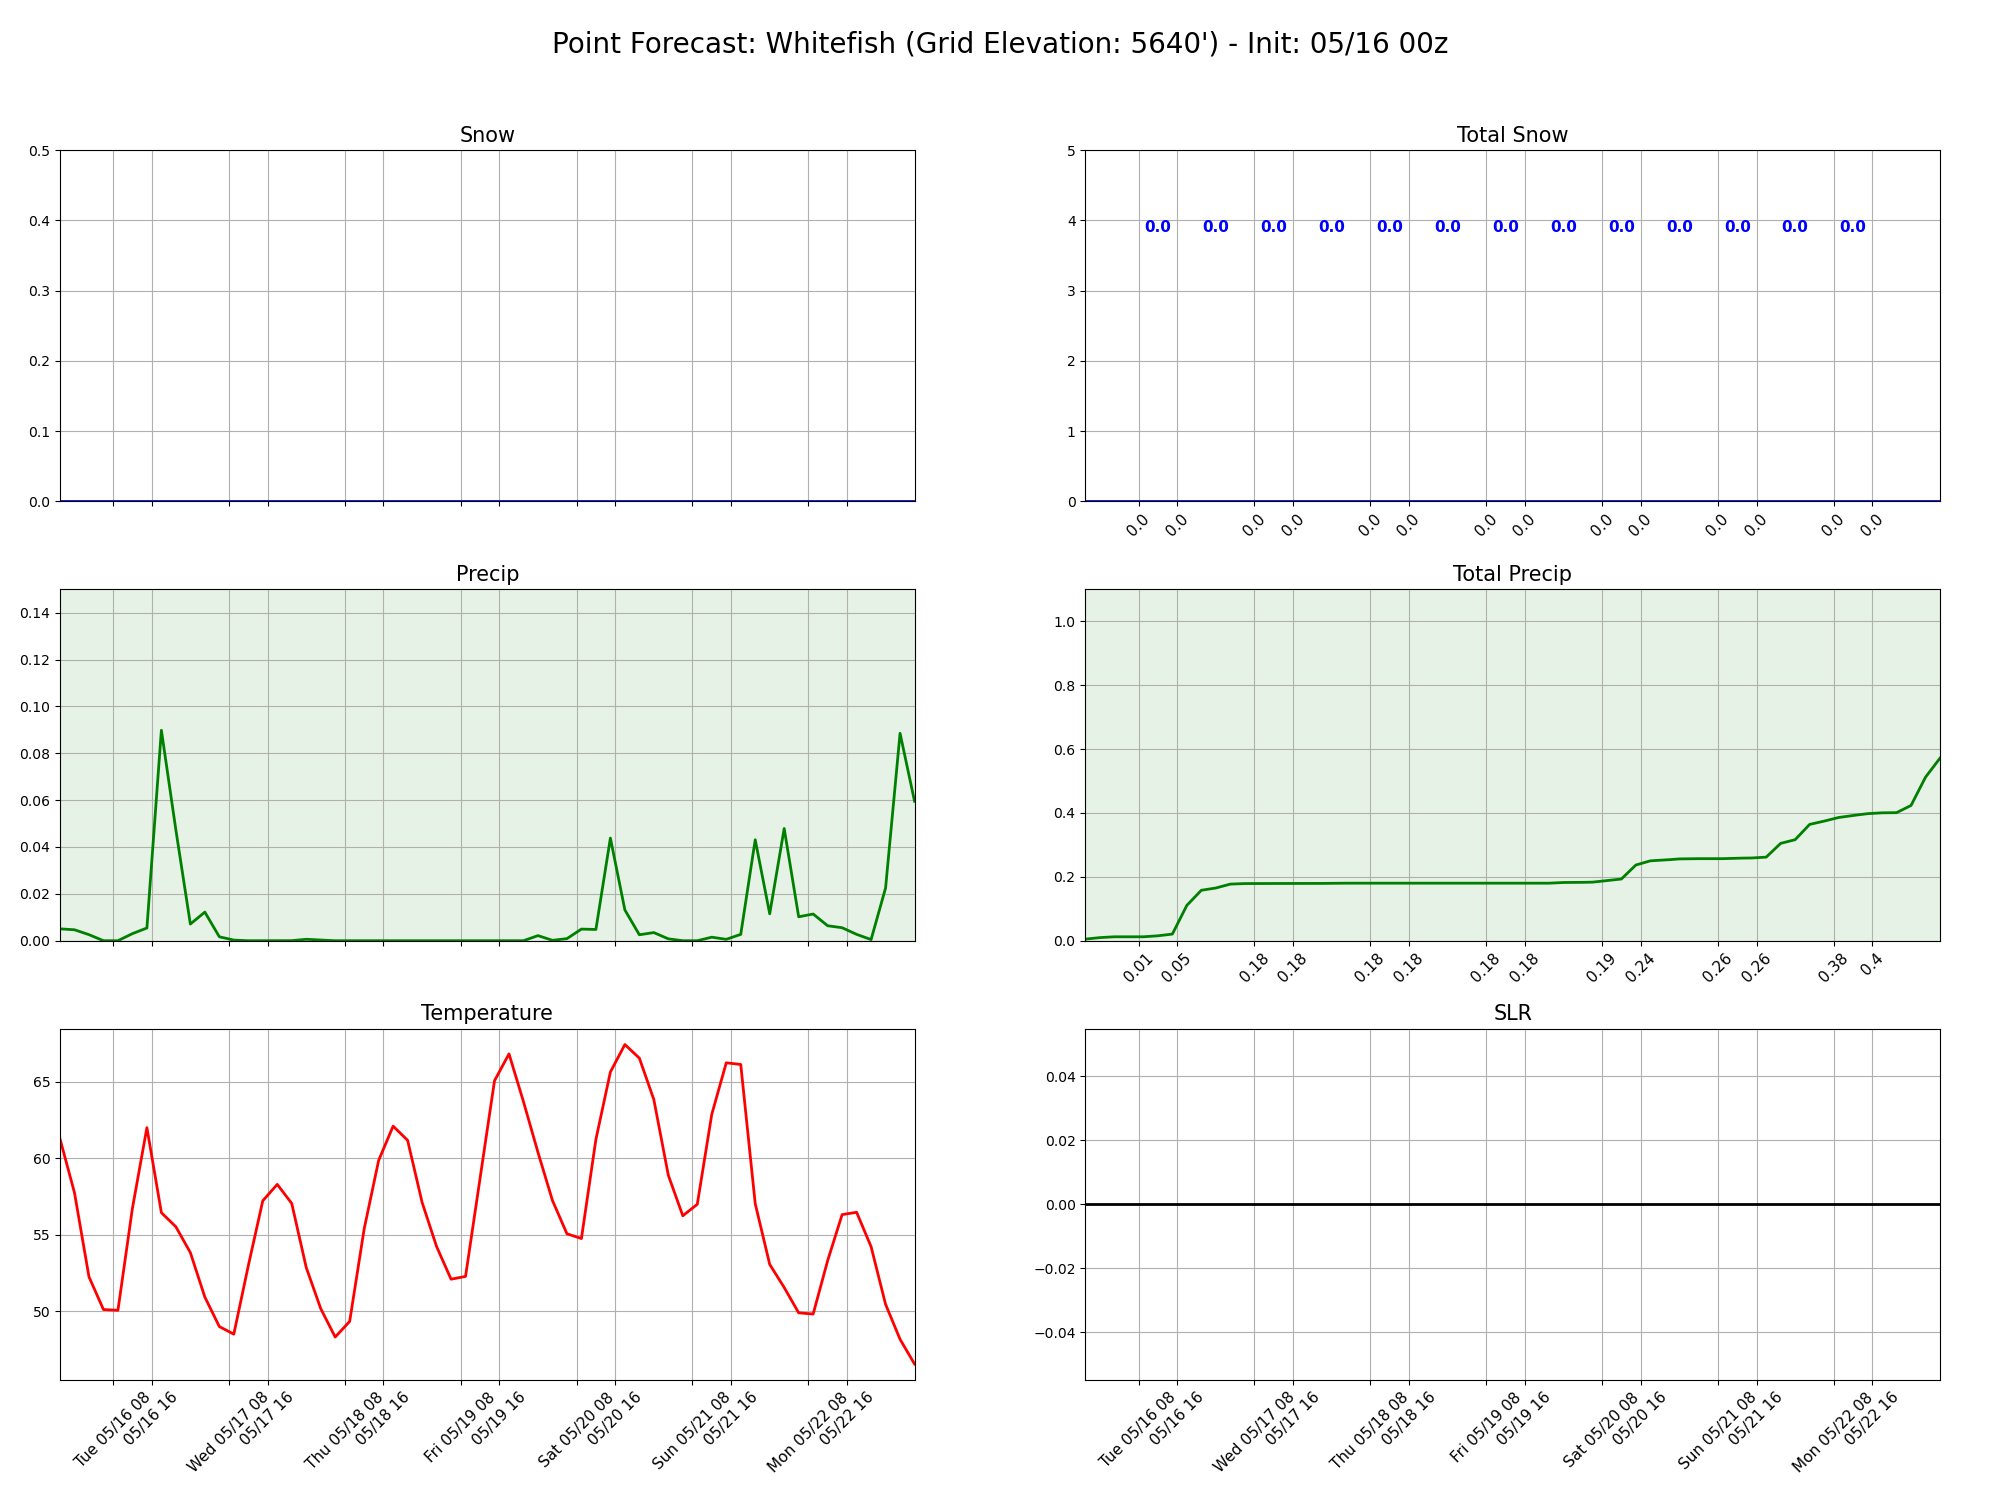 Point Forecast: Whitefish (Grid Elevation: 5640') - Init: 05/16 00z
Snow
0.5
0.4
0.3
0.2
0.1
0.0
Total Snow
5
4
3
2
1
0
0.0 0.0 0.0 0.0 0.0 0.0 0.0 0.0 0.0 0.0 0.0 0.0 0.0
0.0 0.0 0.0 0.0 0.0 0.0 0.0 0.0 0.0 0.0 0.0 0.0 0.0 0.0
Precip
0.14
0.12
0.10
0.08
0.06
0.04
0.02
0.00
Total Precip
1.0
0.8
0.6
0.4
0.2
0.0
0.01 0.05 0.18 0.18 0.18 0.18 0.18 0.18 0.19 0.24 0.26 0.26 0.38 0.4
Temperature
65
60
55
50
Tue 05/16 08
05/16 16
Wed 05/17 08
05/17 16
Thu 05/18 08
05/18 16
Fri 05/19 08
05/19 16
Sat 05/20 08
05/20 16
Sun 05/21 08
05/21 16
Mon 05/22 08
05/22 16
SLR
0.04
0.02
0.00
−0.02
−0.04
Tue 05/16 08
05/16 16
Wed 05/17 08
05/17 16
Thu 05/18 08
05/18 16
Fri 05/19 08
05/19 16
Sat 05/20 08
05/20 16
Sun 05/21 08
05/21 16
Mon 05/22 08
05/22 16